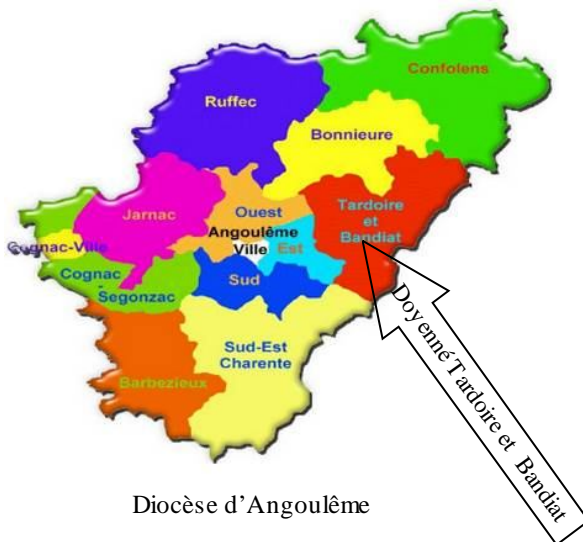 Confolens
Ruffec
Bonnieure
Jarnac
Ouest
Angoulême
Ville
Est
Tardoire
et
Bandiat
Cognac-Ville
Cognac
Segonzac
Sud
Sud-Est
Charente
Barbezieux
Doyenné Tardoire et Bandiat
Diocèse d'Angoulême